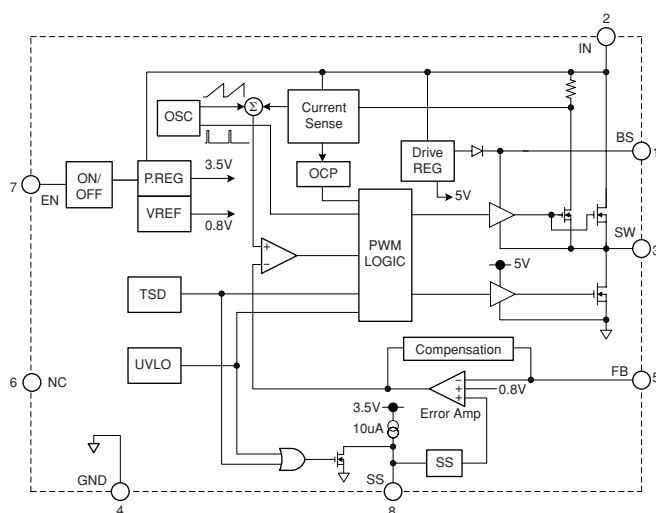 2
IN
OSC
Σ
Current
Sense
Drive
REG
BS
1
OCP
5V
7
EN
ON/
OFF
P.REG
3.5V
VREF
0.8V
PWM
LOGIC
SW
3
+
−
5V
TSD
UVLO
Compensation
6
NC
FB
5
−
+
+
0.8V
Error Amp
3.5V
10uA
SS
GND
4
SS
8